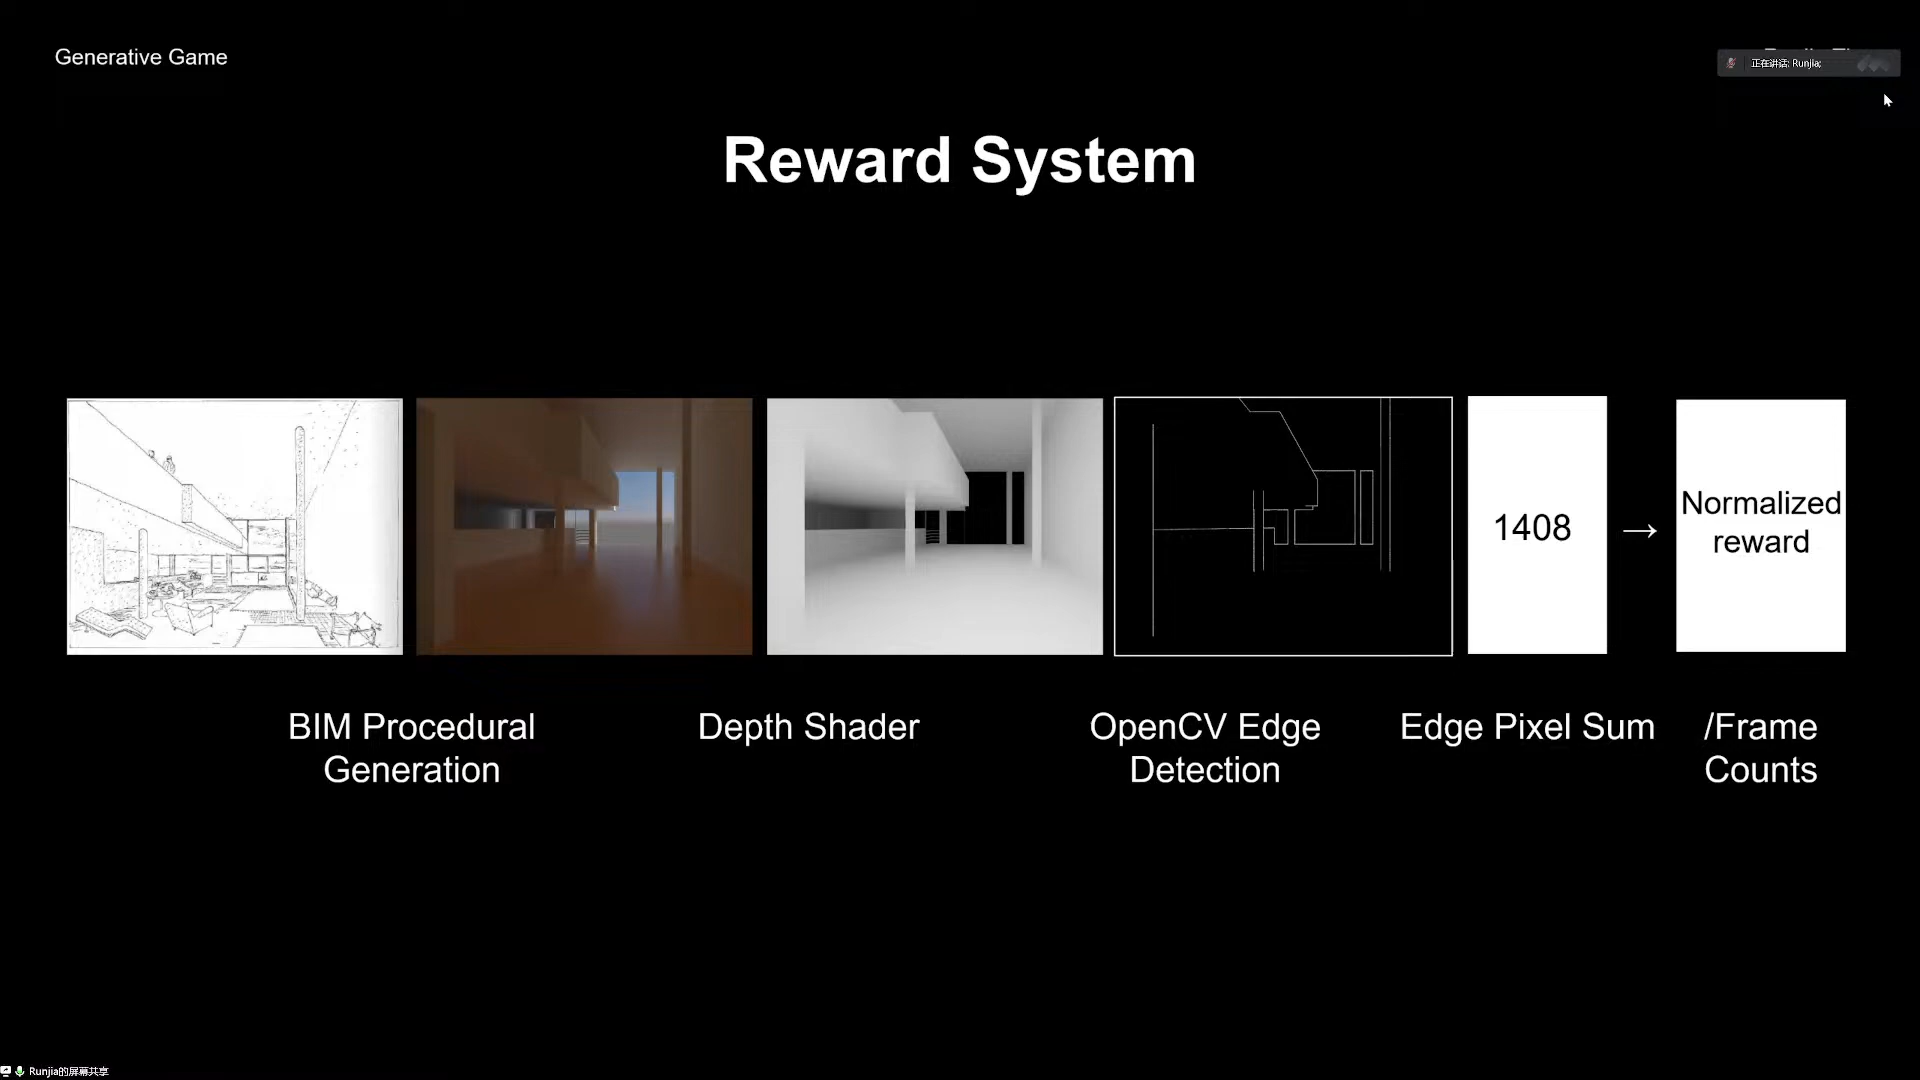 Generative Game
正在讲话: Runjia;
Reward System
1408
→
Normalized
reward
BIM Procedural
Generation
Depth Shader
OpenCV Edge
Detection
Edge Pixel Sum
/Frame
Counts
Runjia的屏幕共享